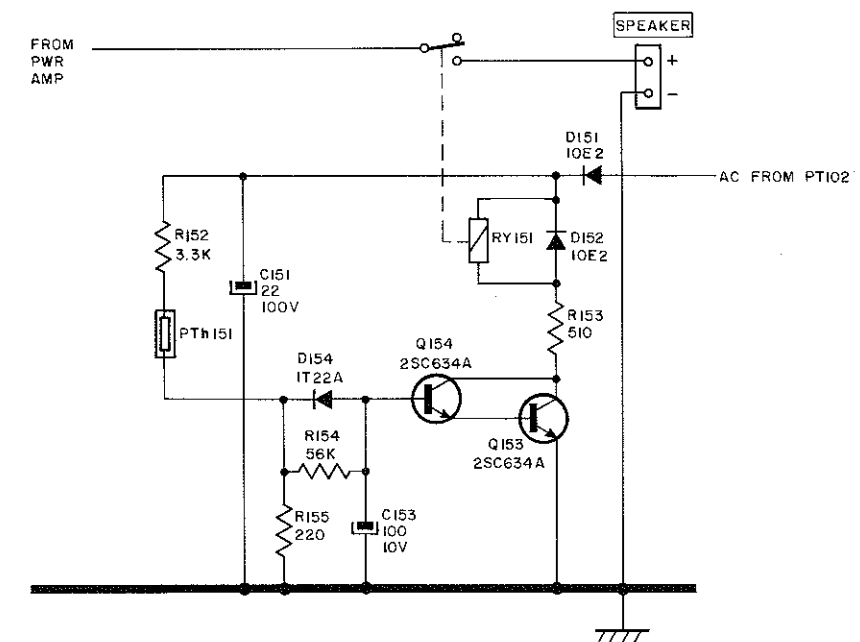 SPEAKER
FROM
PWR
AMP
+
−
D151
10E2
AC FROM PT102
R152
3.3K
RY151
D152
10E2
C151
22
100V
R153
510
PTh151
Q154
2SC634A
D154
1T22A
R154
56K
Q153
2SC634A
R155
220
C153
100
10V